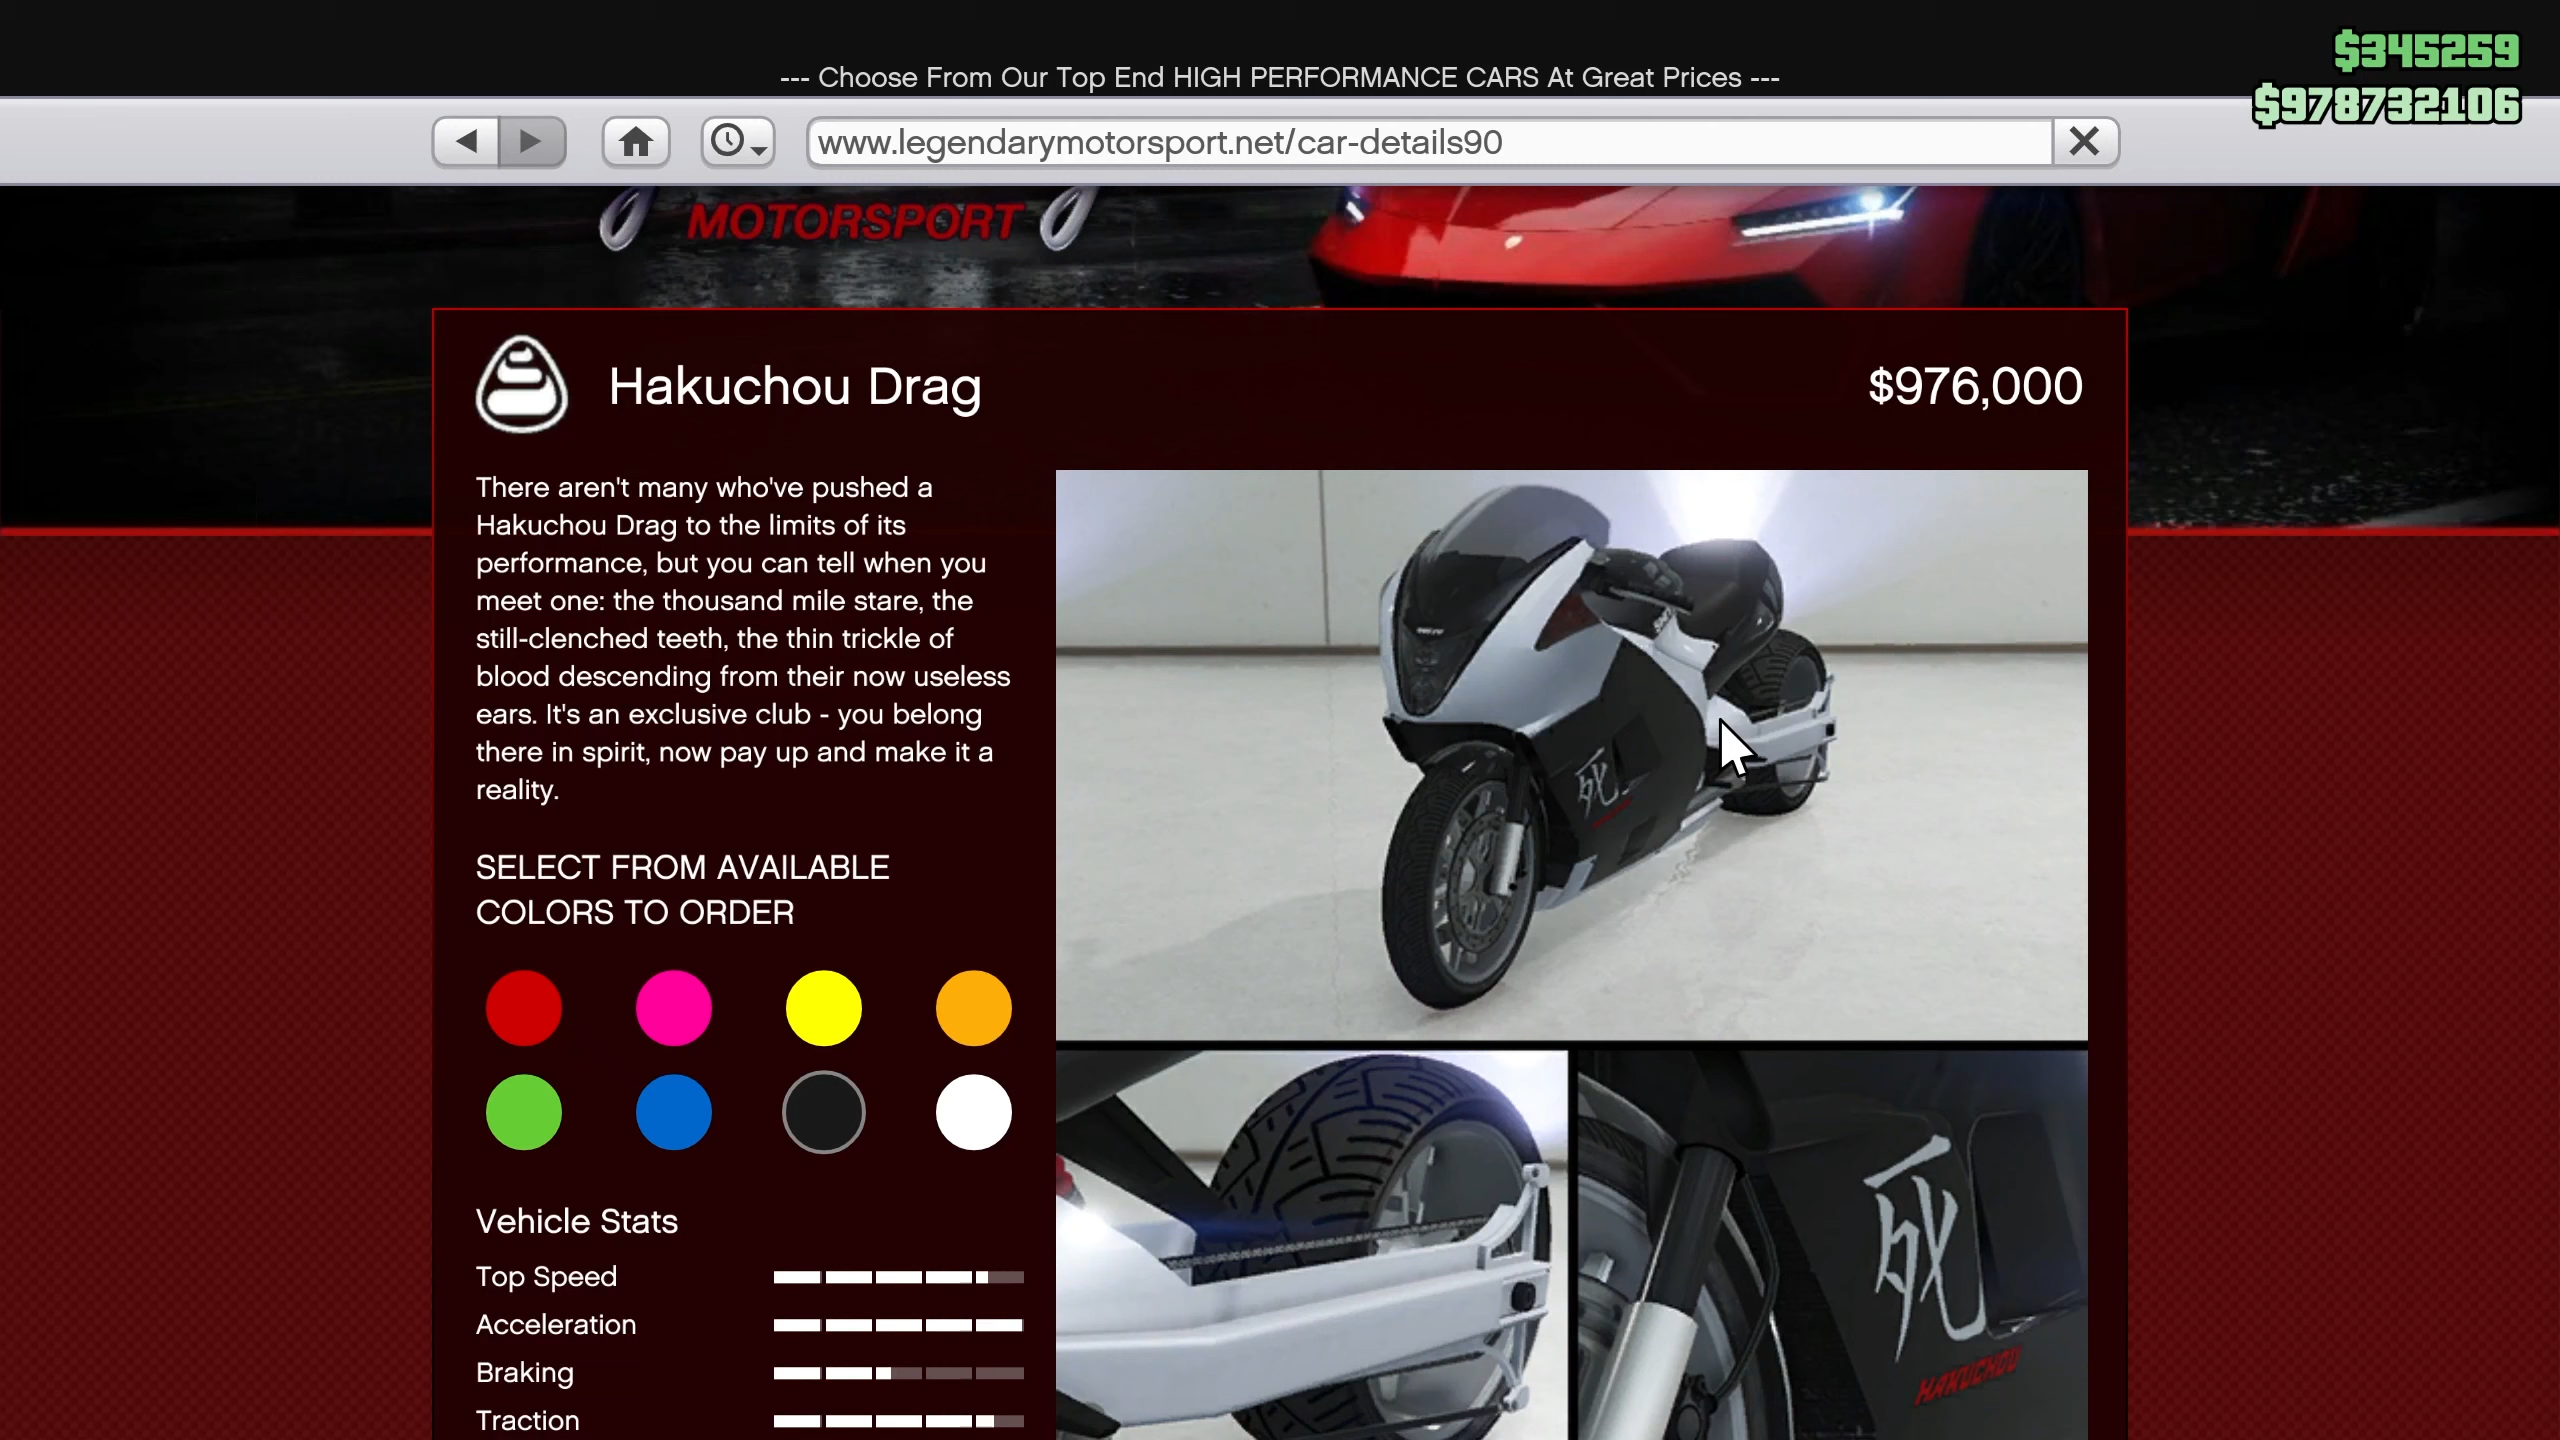 $345259
--- Choose From Our Top End HIGH PERFORMANCE CARS At Great Prices ---
$978732106
www.legendarymotorsport.net/car-details90
MOTORSPORT
Hakuchou Drag
$976,000
There aren't many who've pushed a
Hakuchou Drag to the limits of its
performance, but you can tell when you
meet one: the thousand mile stare, the
still-clenched teeth, the thin trickle of
blood descending from their now useless
ears. It's an exclusive club - you belong
there in spirit, now pay up and make it a
reality.
SELECT FROM AVAILABLE
COLORS TO ORDER
Vehicle Stats
Top Speed
Acceleration
Braking
Traction
死
死
HAKUCHOU